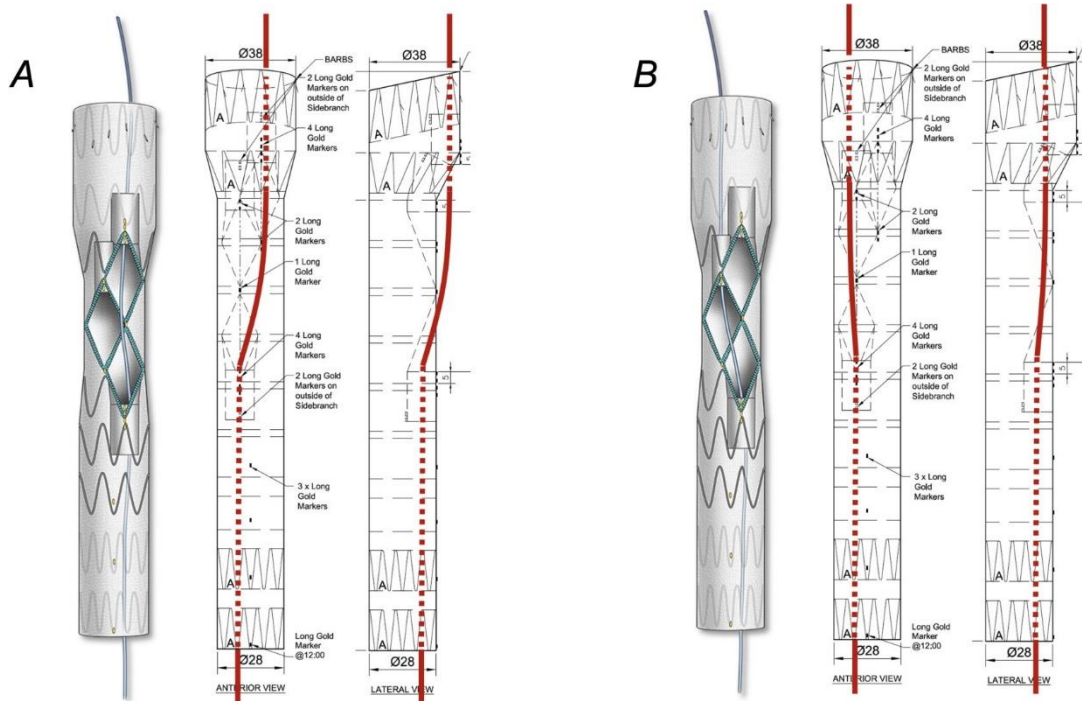 A
Ø38
BARBS
2 Long Gold
Markers on
outside of
Sidebranch
4 Long
Gold
Markers
2 Long
Gold
Markers
1 Long
Gold
Marker
4 Long
Gold
Markers
2 Long Gold
Markers on
outside of
Sidebranch
3 x Long
Gold
Markers
Long Gold
Marker
@12:00
A
A
A
A
Ø28
ANTERIOR VIEW
Ø38
A
A
5
A
A
Ø28
LATERAL VIEW
B
Ø38
BARBS
2 Long Gold
Markers on
outside of
Sidebranch
4 Long
Gold
Markers
2 Long
Gold
Markers
1 Long
Gold
Marker
4 Long
Gold
Markers
2 Long Gold
Markers on
outside of
Sidebranch
3 x Long
Gold
Markers
Long Gold
Marker
@12:00
A
A
A
A
Ø28
ANTERIOR VIEW
Ø38
A
A
5
5
A
A
Ø28
LATERAL VIEW